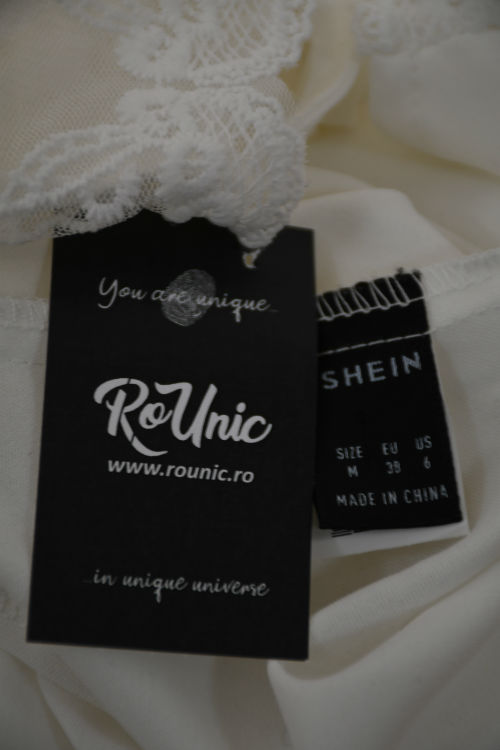 You are unique...
RoUnic
www.rounic.ro
...in unique universe
SHEIN
SIZE EU US
M 38 6
MADE IN CHINA